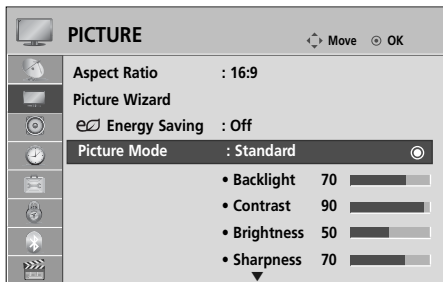 PICTURE Move OK
Aspect Ratio : 16:9
Picture Wizard
Energy Saving : Off
Picture Mode : Standard
• Backlight 70
• Contrast 90
• Brightness 50
• Sharpness 70